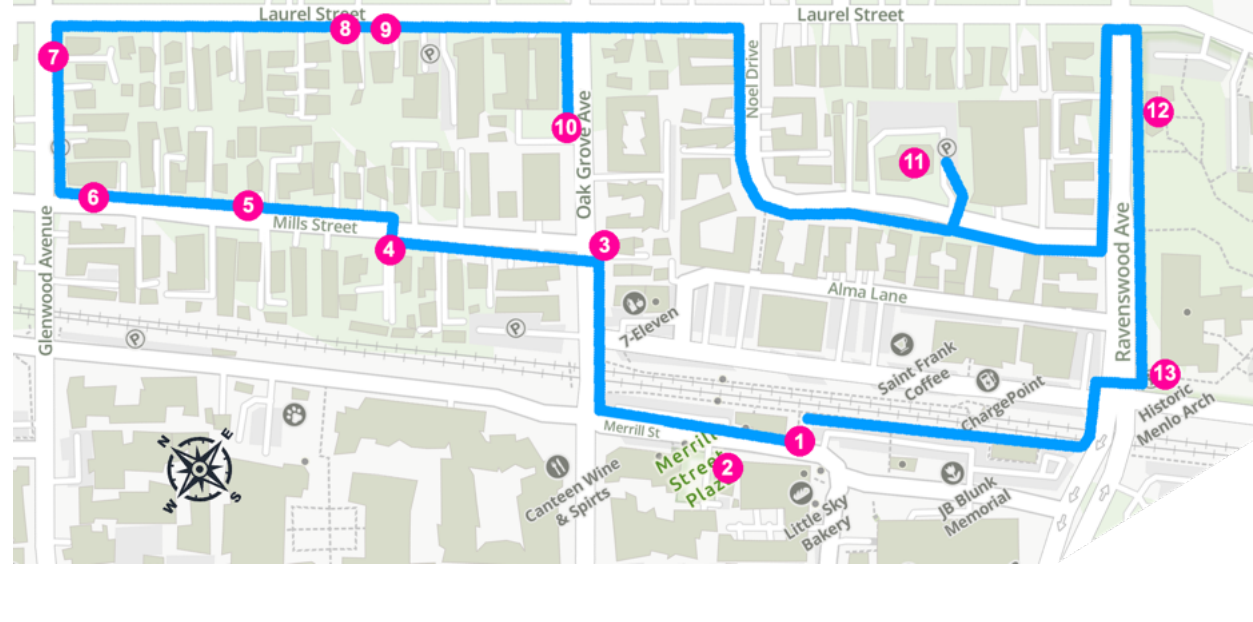 Laurel Street
Laurel Street
8
9
7
P
Noel Drive
12
Oak Grove Ave
10
11
P
6
5
Mills Street
4
3
Glenwood Avenue
Ravenswood Ave
Alma Lane
7-Eleven
P
P
Saint Frank
Coffee
ChargePoint
13
Historic
Menlo Arch
Merrill St
1
Merrill
Street
Plaz
2
N
E
W
S
Canteen Wine
& Spirts
Little Sky
Bakery
JB Blunk
Memorial